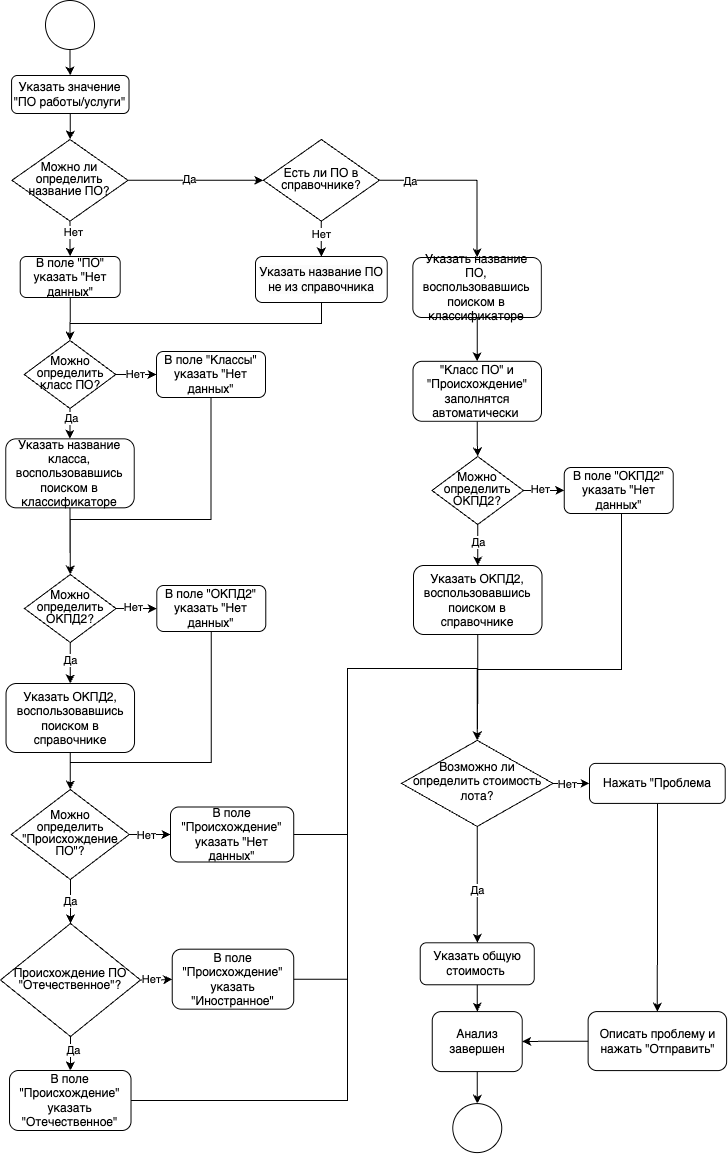 Указать значение
"ПО работы/услуги"
Можно ли
определить
название ПО?
Да
Есть ли ПО в
справочнике?
Да
Нет
Нет
В поле "ПО"
указать "Нет
данных"
Указать название ПО
не из справочника
Указать название
ПО,
воспользовавшись
поиском в
классификаторе
Можно
определить
класс ПО?
Нет
В поле "Классы"
указать "Нет
данных"
"Класс ПО" и
"Происхождение"
заполнятся
автоматически
Да
Указать название
класса,
воспользовавшись
поиском в
классификаторе
Можно
определить
ОКПД2?
Нет
В поле "ОКПД2"
указать "Нет
данных"
Да
Указать ОКПД2,
воспользовавшись
поиском в
справочнике
Можно
определить
ОКПД2?
Нет
В поле "ОКПД2"
указать "Нет
данных"
Да
Указать ОКПД2,
воспользовавшись
поиском в
справочнике
Возможно ли
определить стоимость
лота?
Нет
Нажать "Проблема
Можно
определить
"Происхождение
ПО"?
Нет
В поле
"Происхождение"
указать "Нет
данных"
Да
Да
Происхождение ПО
"Отечественное"?
Нет
В поле
"Происхождение"
указать
"Иностранное"
Указать общую
стоимость
Да
В поле
"Происхождение"
указать
"Отечественное"
Анализ
завершен
Описать проблему и
нажать "Отправить"